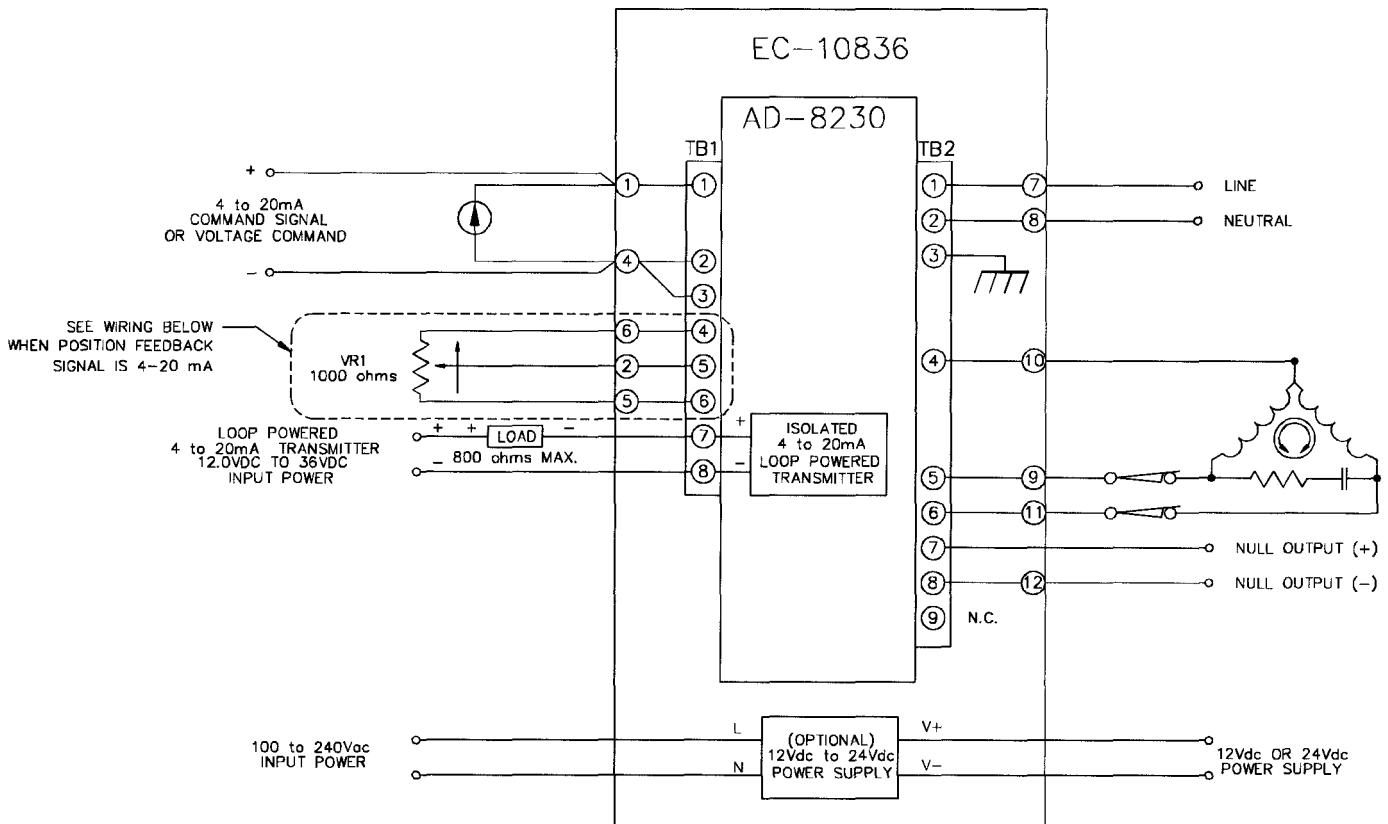 EC-10836
AD-8230
TB1
TB2
+
4 to 20mA
COMMAND SIGNAL
OR VOLTAGE COMMAND
-
1
4
1
2
3
SEE WIRING BELOW
WHEN POSITION FEEDBACK
SIGNAL IS 4-20 mA
VR1
1000 ohms
6
2
5
4
5
6
LOOP POWERED
4 to 20mA TRANSMITTER
12.0VDC TO 36VDC
INPUT POWER
+ + LOAD -
- 800 ohms MAX.
7
8
+
-
ISOLATED
4 to 20mA
LOOP POWERED
TRANSMITTER
1 7 LINE
2 8 NEUTRAL
3
4 10
5 9
6 11
7 NULL OUTPUT (+)
8 12 NULL OUTPUT (-)
9 N.C.
100 to 240Vac
INPUT POWER
L
N
(OPTIONAL)
12Vdc to 24Vdc
POWER SUPPLY
V+
V-
12Vdc OR 24Vdc
POWER SUPPLY